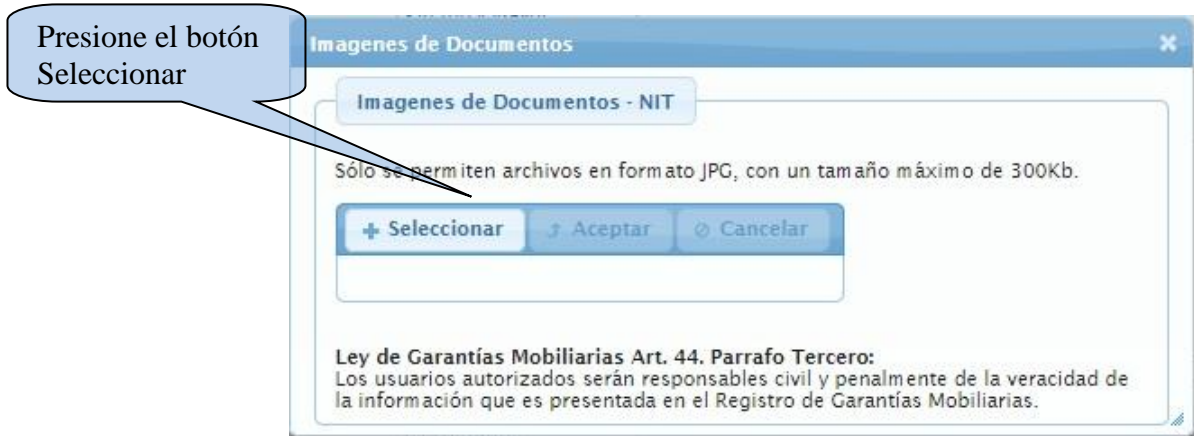 Presione el botón
Seleccionar
Imagenes de Documentos
Imagenes de Documentos - NIT
Sólo se permiten archivos en formato JPG, con un tamaño máximo de 300Kb.
Seleccionar Aceptar Cancelar
Ley de Garantías Mobiliarias Art. 44. Parrafo Tercero:
Los usuarios autorizados serán responsables civil y penalmente de la veracidad de
la información que es presentada en el Registro de Garantías Mobiliarias.